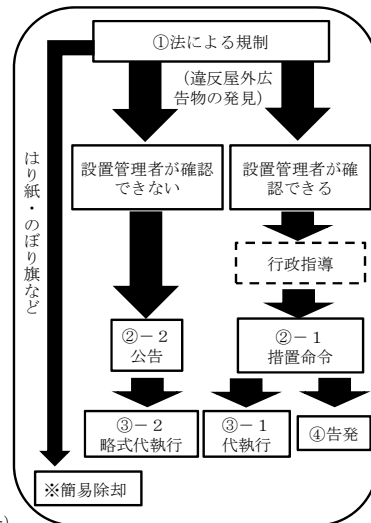 ①法による規制
（違反屋外広
告物の発見）
はり紙・のぼり旗など
設置管理者が確認
できない
設置管理者が確
認できる
行政指導
②－２
公告
②－１
措置命令
③－２
略式代執行
③－１
代執行
④告発
※簡易除却